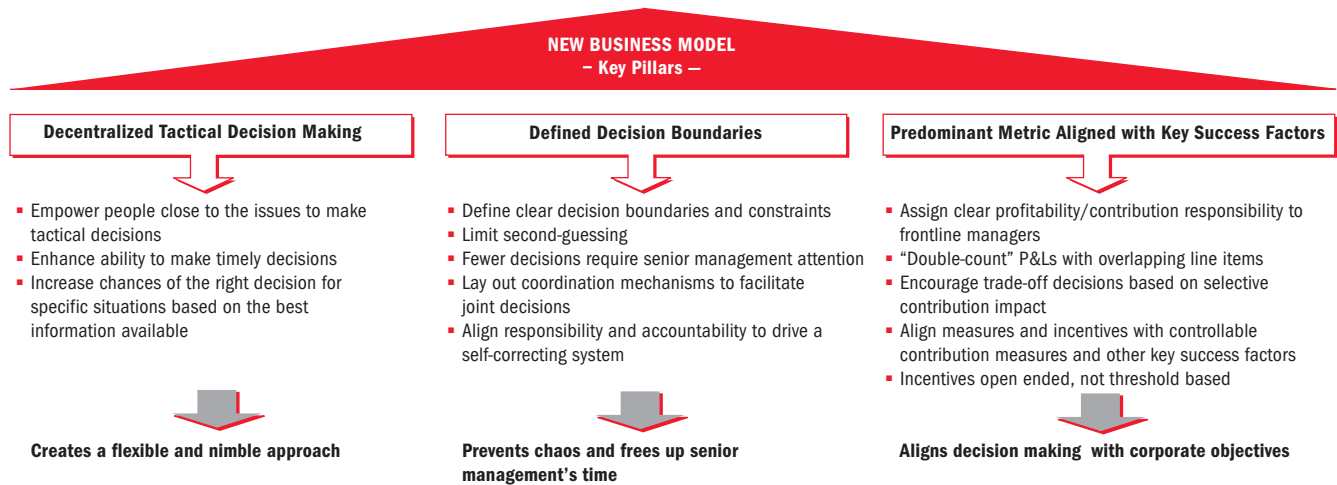 NEW BUSINESS MODEL
– Key Pillars —
Decentralized Tactical Decision Making
▪ Empower people close to the issues to make
tactical decisions
▪ Enhance ability to make timely decisions
▪ Increase chances of the right decision for
specific situations based on the best
information available
Creates a flexible and nimble approach
Defined Decision Boundaries
▪ Define clear decision boundaries and constraints
▪ Limit second-guessing
▪ Fewer decisions require senior management attention
▪ Lay out coordination mechanisms to facilitate
joint decisions
▪ Align responsibility and accountability to drive a
self-correcting system
Prevents chaos and frees up senior
management’s time
Predominant Metric Aligned with Key Success Factors
▪ Assign clear profitability/contribution responsibility to
frontline managers
▪ “Double-count” P&Ls with overlapping line items
▪ Encourage trade-off decisions based on selective
contribution impact
▪ Align measures and incentives with controllable
contribution measures and other key success factors
▪ Incentives open ended, not threshold based
Aligns decision making with corporate objectives